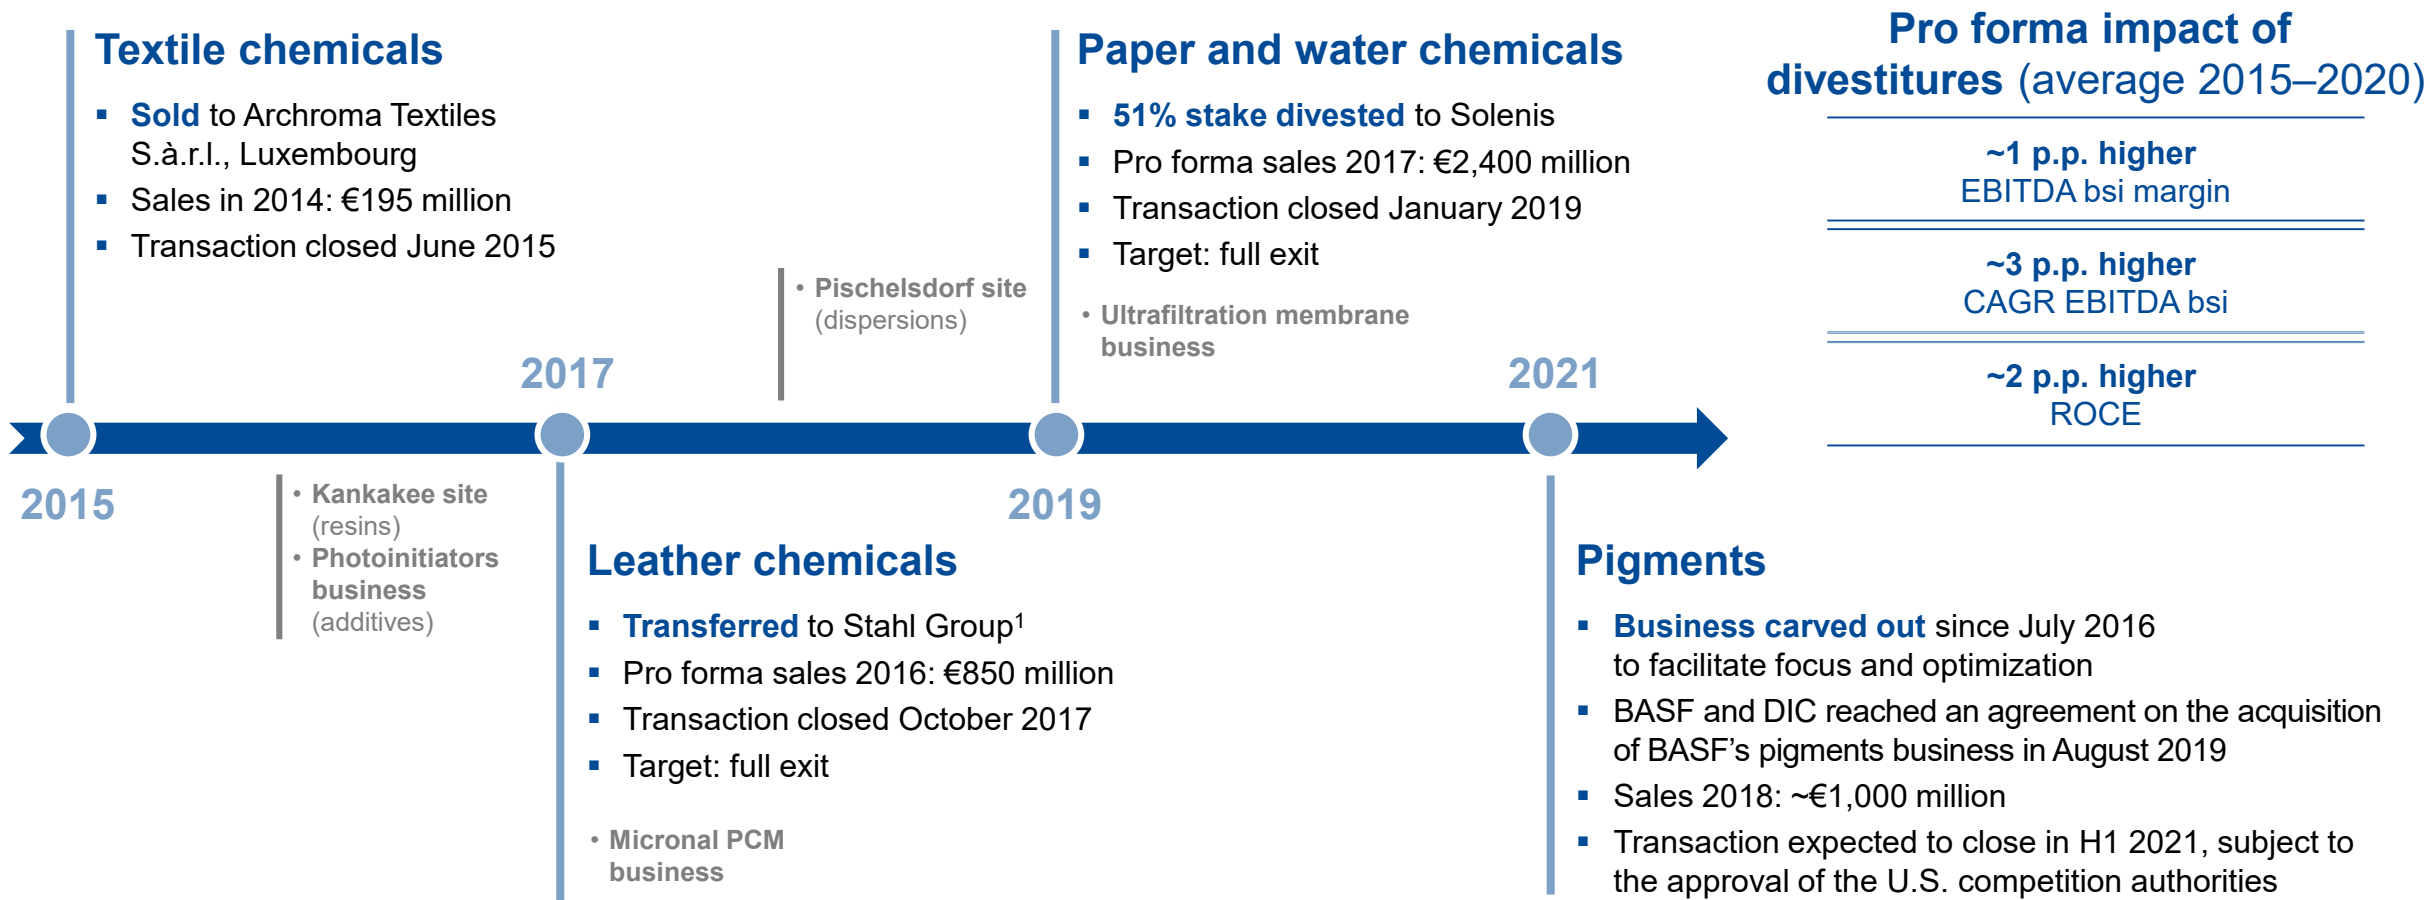 Textile chemicals
▪ Sold to Archroma Textiles
S.à.r.l., Luxembourg
▪ Sales in 2014: €195 million
▪ Transaction closed June 2015
• Pischelsdorf site
(dispersions)
Paper and water chemicals
▪ 51% stake divested to Solenis
▪ Pro forma sales 2017: €2,400 million
▪ Transaction closed January 2019
▪ Target: full exit
• Ultrafiltration membrane
business
Pro forma impact of
divestitures (average 2015–2020)
~1 p.p. higher
EBITDA bsi margin
~3 p.p. higher
CAGR EBITDA bsi
~2 p.p. higher
ROCE
2017
2021
2015
2019
• Kankakee site
(resins)
• Photoinitiators
business
(additives)
Leather chemicals
▪ Transferred to Stahl Group¹
▪ Pro forma sales 2016: €850 million
▪ Transaction closed October 2017
▪ Target: full exit
• Micronal PCM
business
Pigments
▪ Business carved out since July 2016
to facilitate focus and optimization
▪ BASF and DIC reached an agreement on the acquisition
of BASF’s pigments business in August 2019
▪ Sales 2018: ~€1,000 million
▪ Transaction expected to close in H1 2021, subject to
the approval of the U.S. competition authorities